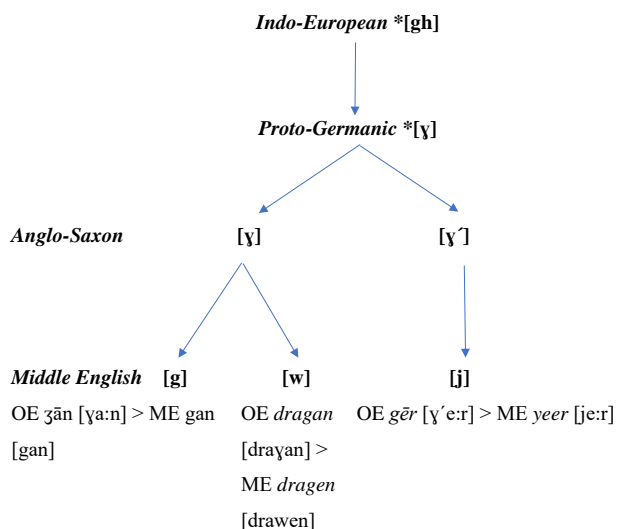 Indo-European *[gh]
Proto-Germanic *[ɣ]
Anglo-Saxon [ɣ] [ɣ´]
Middle English [g] [w] [j]
OE ʒān [ɣa:n] > ME gan
[gan]
OE dragan
[draɣan] >
ME dragen
[drawen]
OE gēr [ɣ´e:r] > ME yeer [je:r]